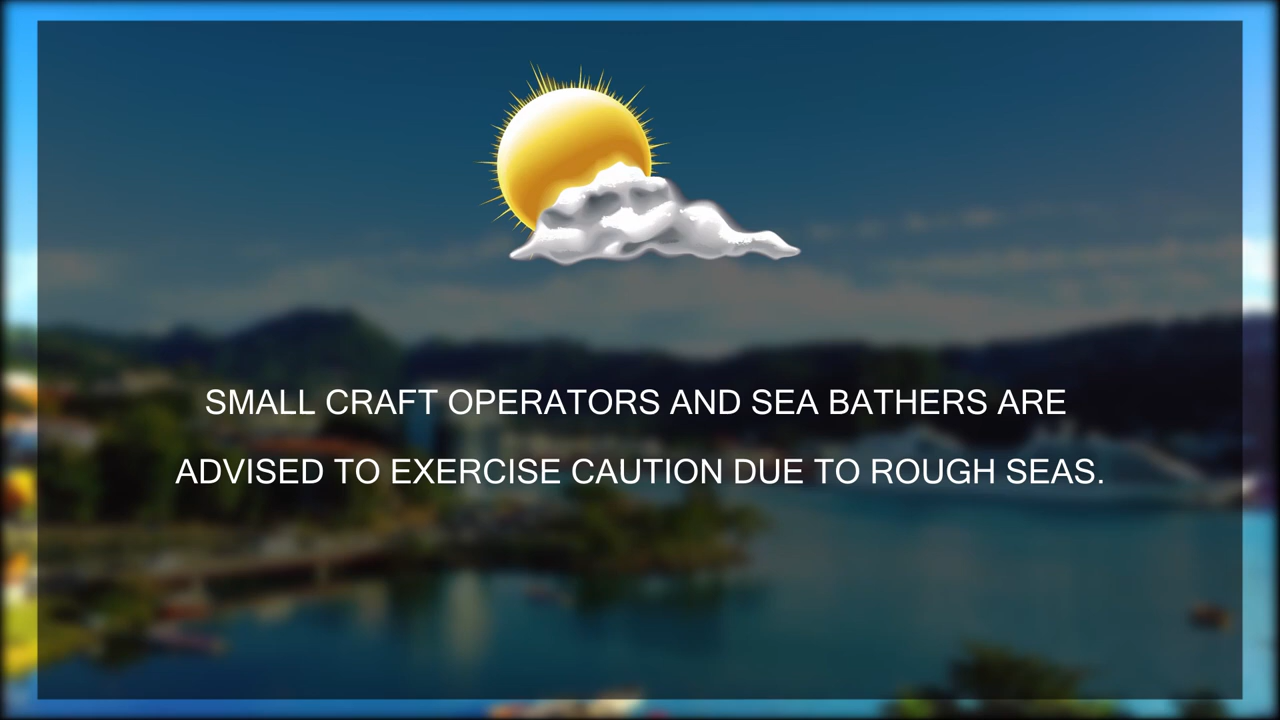 SMALL CRAFT OPERATORS AND SEA BATHERS ARE
ADVISED TO EXERCISE CAUTION DUE TO ROUGH SEAS.